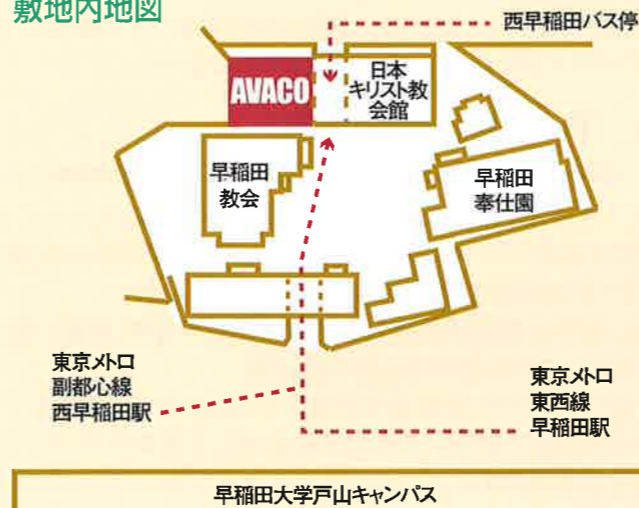 敷地内地図
西早稲田バス停
AVACO
日本
キリスト教
会館
早稲田
教会
早稲田
奉仕園
東京メトロ
副都心線
西早稲田駅
東京メトロ
東西線
早稲田駅
早稲田大学戸山キャンパス